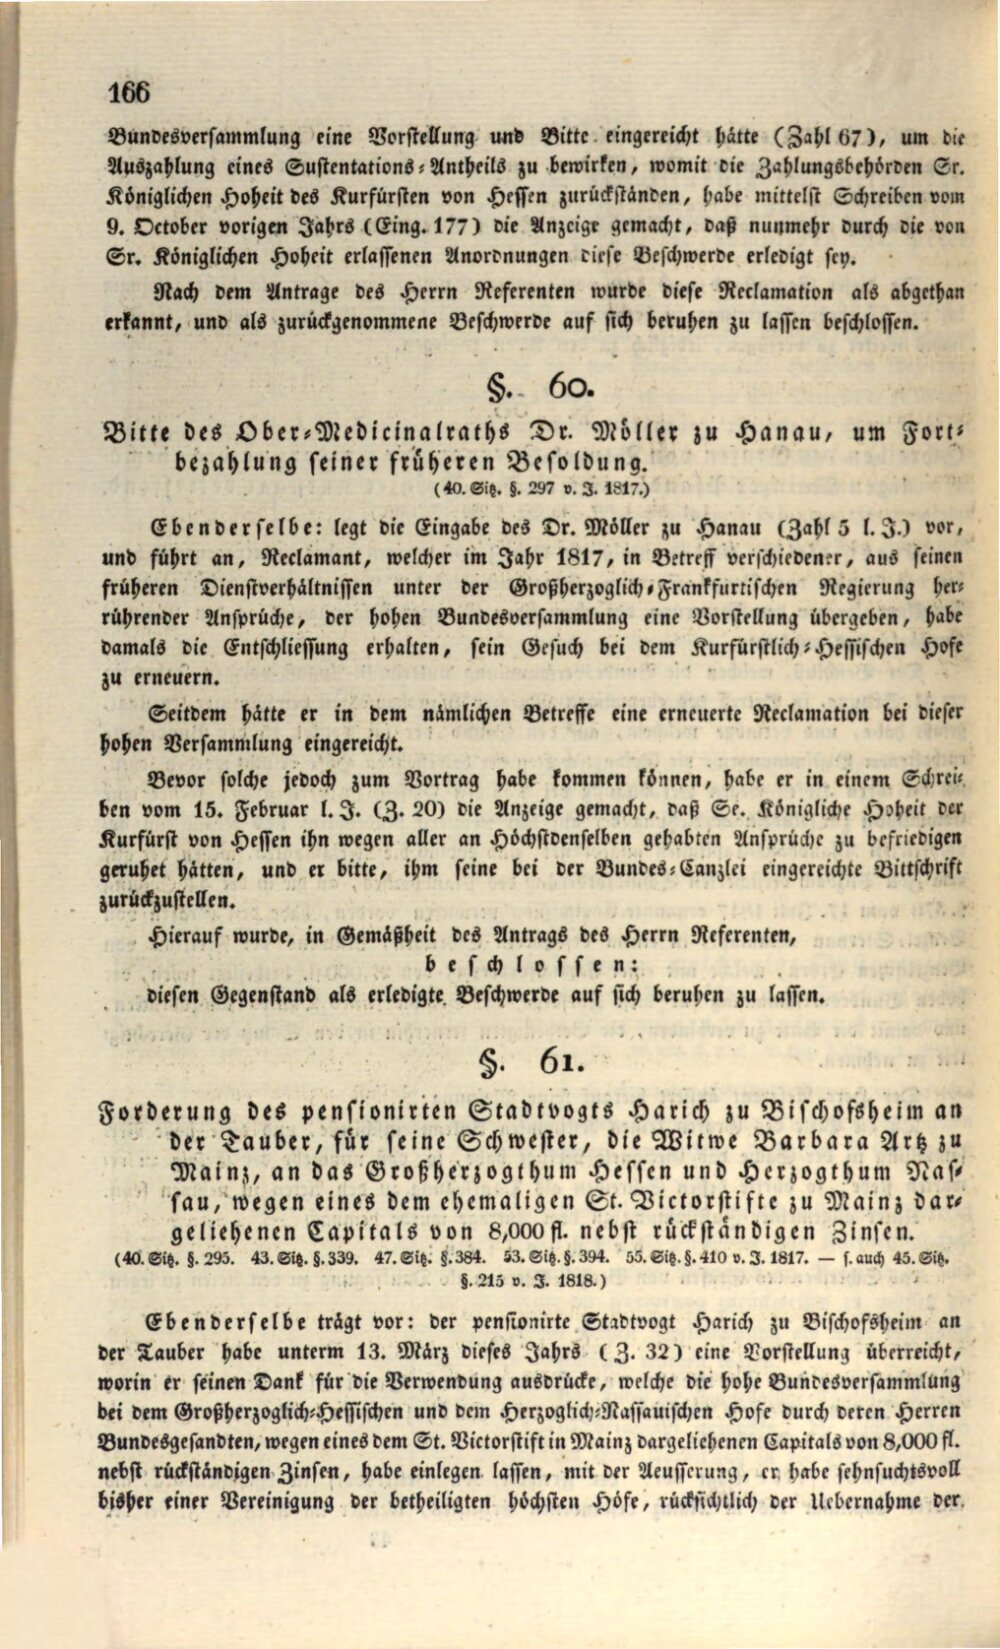 166
Bundesversammlung eine Vorstellung und Bitte eingereicht hätte (Zahl 67), um die
Auszahlung eines Sustentations-Antheils zu bewirken, womit die Zahlungsbehörden Sr.
Königlichen Hoheit des Kurfürsten von Hessen zurückständen, habe mittelst Schreiben vom
9. October vorigen Jahrs (Eing. 177) die Anzeige gemacht, daß nunmehr durch die von
Sr. Königlichen Hoheit erlassenen Anordnungen diese Beschwerde erledigt sey.
Nach dem Antrage des Herrn Referenten wurde diese Reclamation als abgethan
erkannt, und als zurückgenommene Beschwerde auf sich beruhen zu lassen beschlossen.
§. 60.
Bitte des Ober-Medicinalraths Dr. Möller zu Hanau, um Fort-
bezahlung seiner früheren Besoldung.
(40. Sitz. §. 297 v. J. 1817.)
Ebenderselbe: legt die Eingabe des Dr. Möller zu Hanau (Zahl 5 l. J.) vor,
und führt an, Reclamant, welcher im Jahr 1817, in Betreff verschiedener, aus seinen
früheren Dienstverhältnissen unter der Großherzoglich-Frankfurtischen Regierung her-
rührender Ansprüche, der hohen Bundesversammlung eine Vorstellung übergeben, habe
damals die Entschliessung erhalten, sein Gesuch bei dem Kurfürstlich-Hessischen Hofe
zu erneuern.
Seitdem hätte er in dem nämlichen Betreffe eine erneuerte Reclamation bei dieser
hohen Versammlung eingereicht.
Bevor solche jedoch zum Vortrag habe kommen können, habe er in einem Schrei-
ben vom 15. Februar l. J. (Z. 20) die Anzeige gemacht, daß Se. Königliche Hoheit der
Kurfürst von Hessen ihn wegen aller an Höchstdenselben gehabten Ansprüche zu befriedigen
geruhet hätten, und er bitte, ihm seine bei der Bundes-Canzlei eingereichte Bittschrift
zurückzustellen.
Hierauf wurde, in Gemäßheit des Antrags des Herrn Referenten,
beschlossen:
diesen Gegenstand als erledigte Beschwerde auf sich beruhen zu lassen.
§. 61.
Forderung des pensionirten Stadtvogts Harich zu Bischofsheim an
der Tauber, für seine Schwester, die Witwe Barbara Artz zu
Mainz, an das Großherzogthum Hessen und Herzogthum Nas-
sau, wegen eines dem ehemaligen St. Victorstifte zu Mainz dar-
geliehenen Capitals von 8,000 fl. nebst rückständigen Zinsen.
(40. Sitz. §. 295. 43. Sitz. §. 339. 47. Sitz. §. 384. 53. Sitz. §. 394. 55. Sitz. §. 410 v. J. 1817. — s. auch 45. Sitz.
§. 215 v. J. 1818.)
Ebenderselbe trägt vor: der pensionirte Stadtvogt Harich zu Bischofsheim an
der Tauber habe unterm 13. März dieses Jahrs (Z. 32) eine Vorstellung überreicht,
worin er seinen Dank für die Verwendung ausdrücke, welche die hohe Bundesversammlung
bei dem Großherzoglich-Hessischen und dem Herzoglich-Nassauischen Hofe durch deren Herren
Bundesgesandten, wegen eines dem St. Victorstift in Mainz dargeliehenen Capitals von 8,000 fl.
nebst rückständigen Zinsen, habe einlegen lassen, mit der Aeusserung, er habe sehnsuchtsvoll
bisher einer Vereinigung der betheiligten höchsten Höfe, rücksichtlich der Uebernahme der